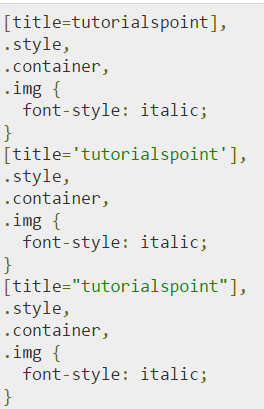 [title=tutorialspoint],
.style,
.container,
.img {
  font-style: italic;
}
[title='tutorialspoint'],
.style,
.container,
.img {
  font-style: italic;
}
[title="tutorialspoint"],
.style,
.container,
.img {
  font-style: italic;
}